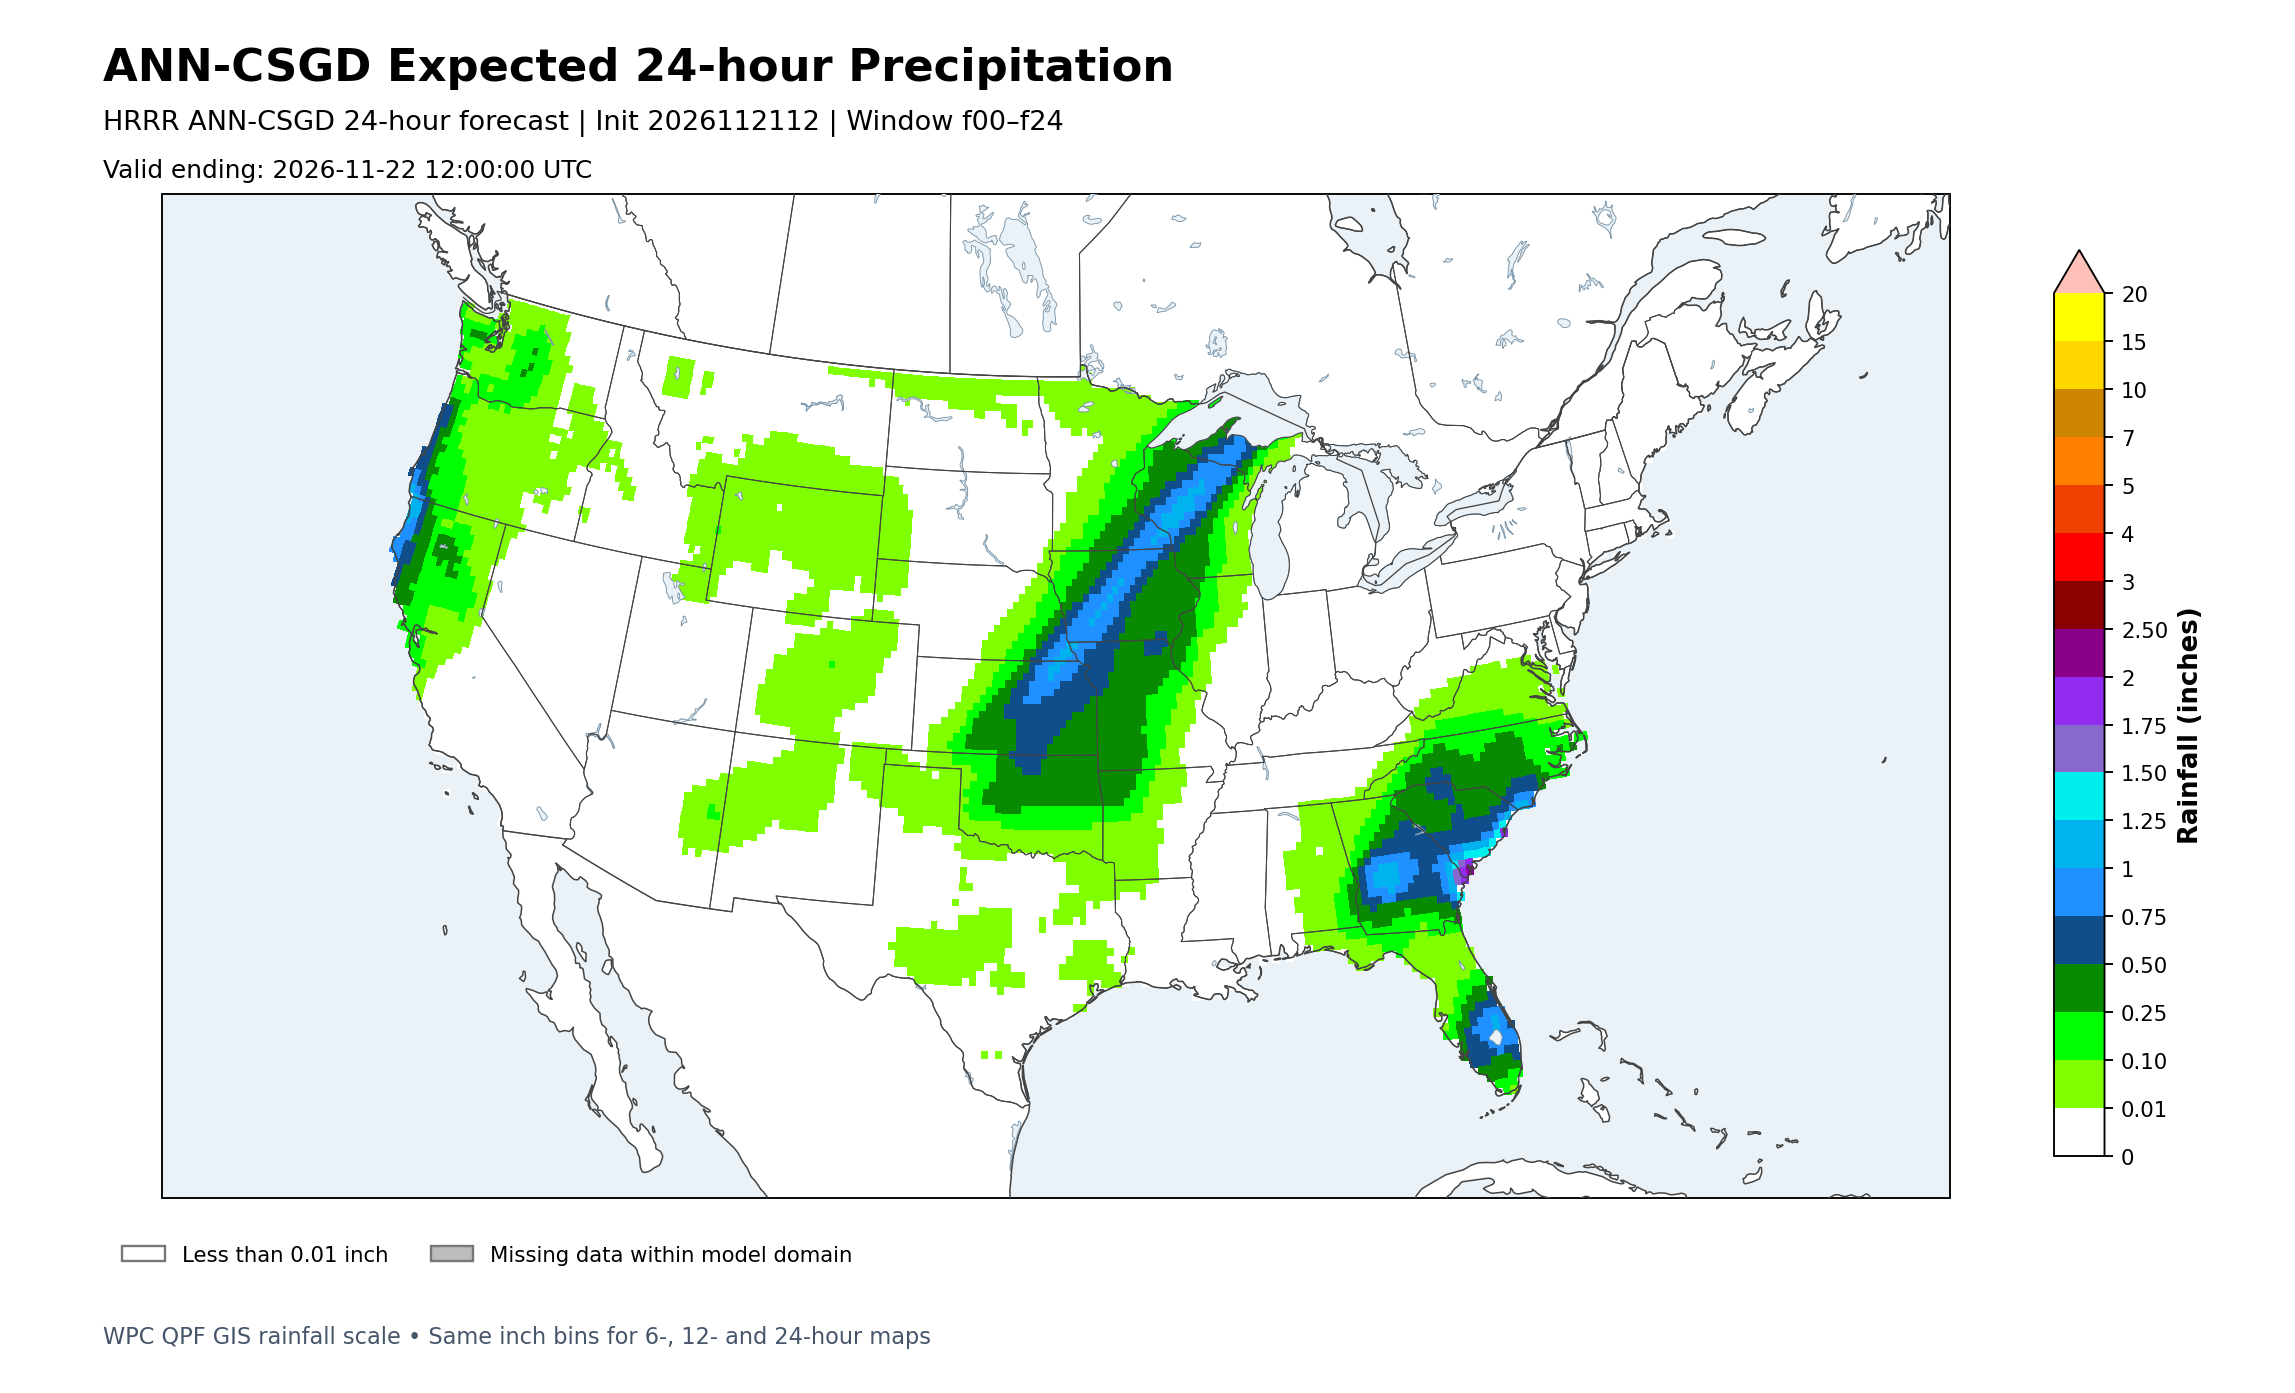 ANN-CSGD Expected 24-hour Precipitation
HRRR ANN-CSGD 24-hour forecast | Init 2026112112 | Window f00–f24
Valid ending: 2026-11-22 12:00:00 UTC
20
15
10
7
5
4
3
2.50
2
1.75
1.50
1.25
1
0.75
0.50
0.25
0.10
0.01
0
Rainfall (inches)
Less than 0.01 inch
Missing data within model domain
WPC QPF GIS rainfall scale • Same inch bins for 6-, 12- and 24-hour maps